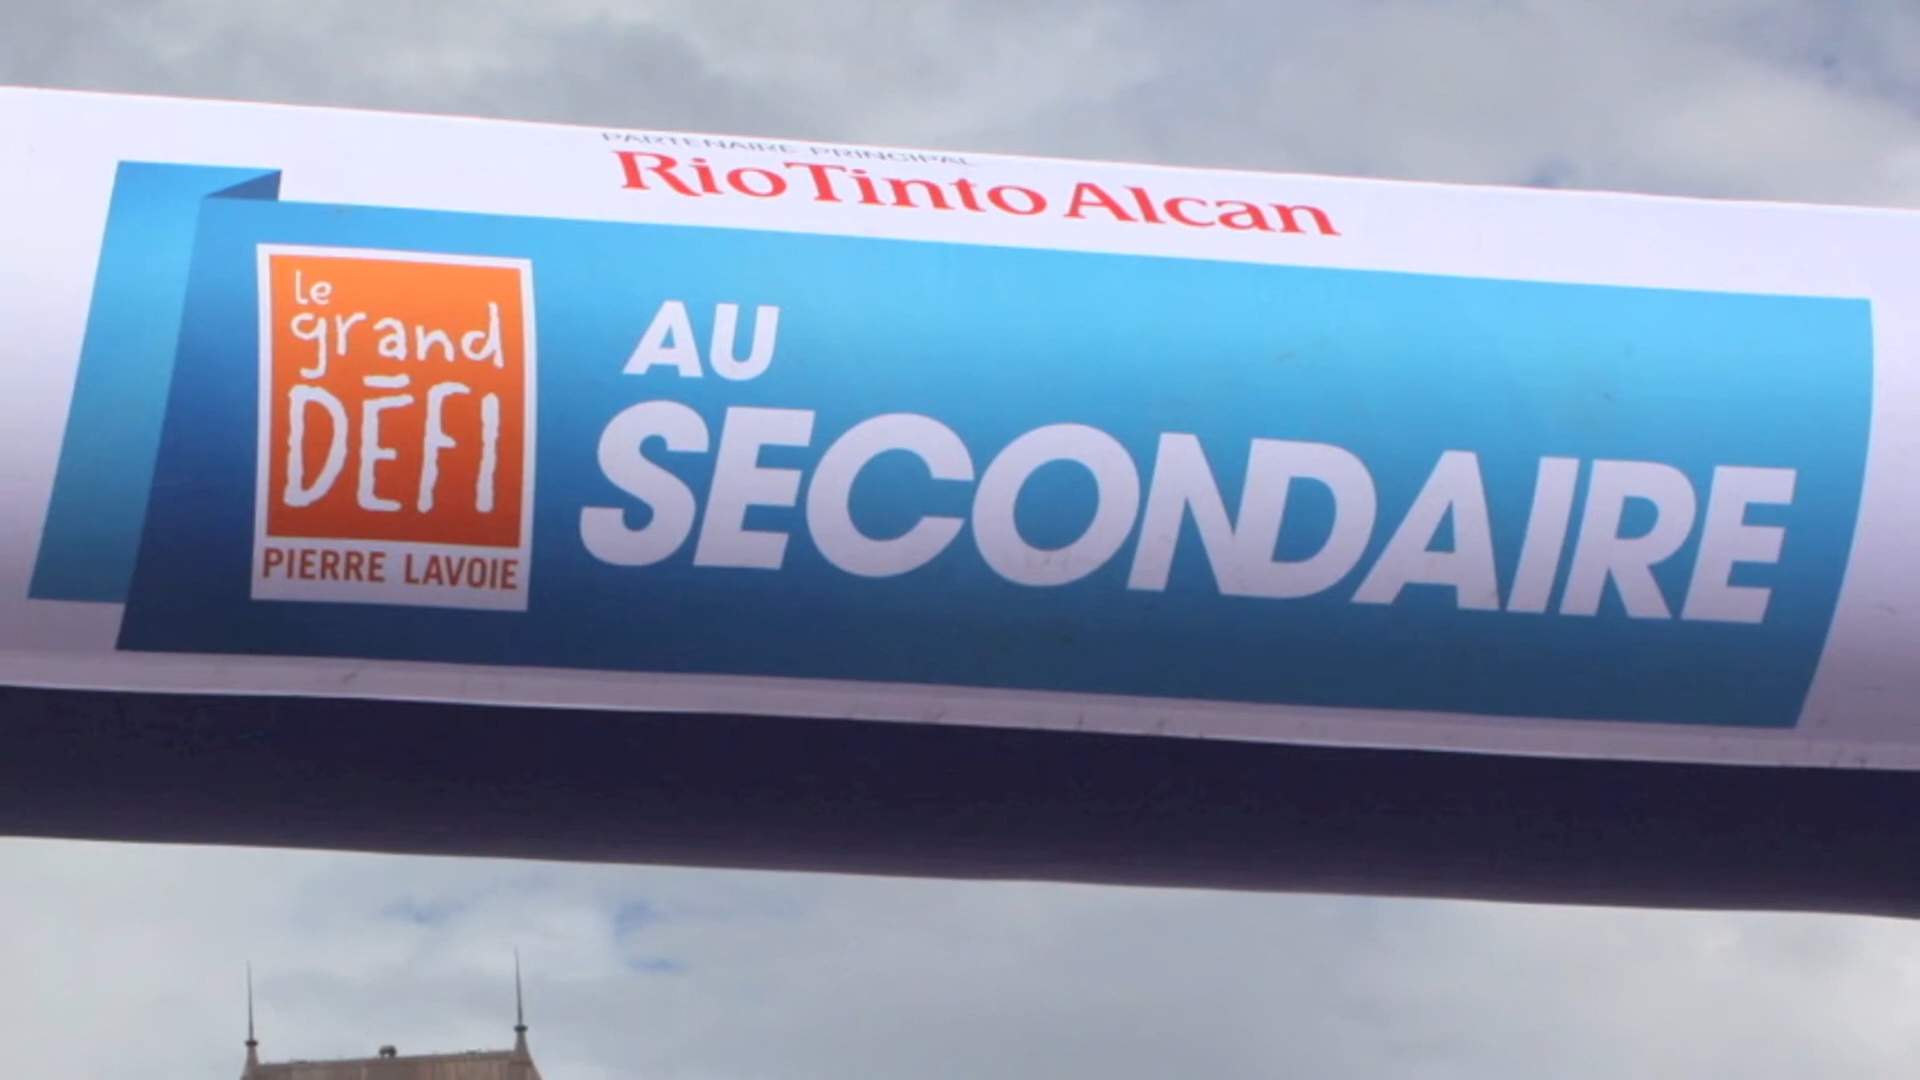 PARTENAIRE PRINCIPAL
RioTinto Alcan
le
grand
DÉFI
PIERRE LAVOIE
AU
SECONDAIRE